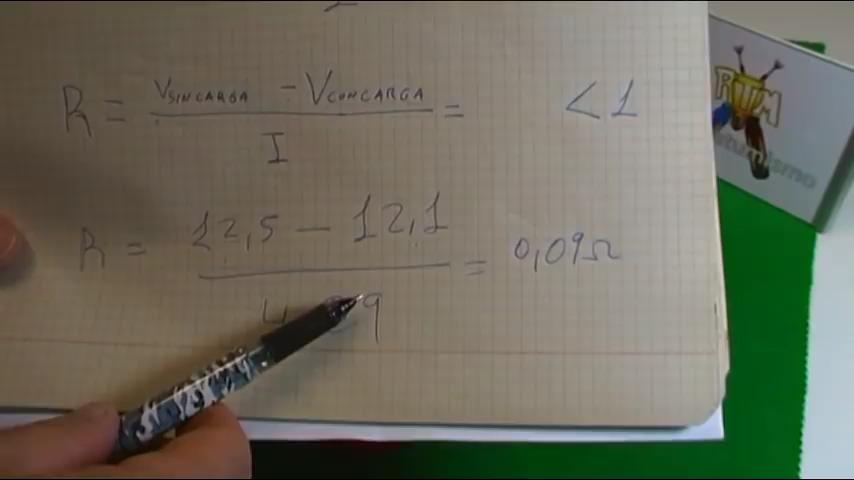 R = VSINCARGA - VCONCARGA = < 1
I
R = 12,5 - 12,1 = 0,09Ω
4 9
RTM